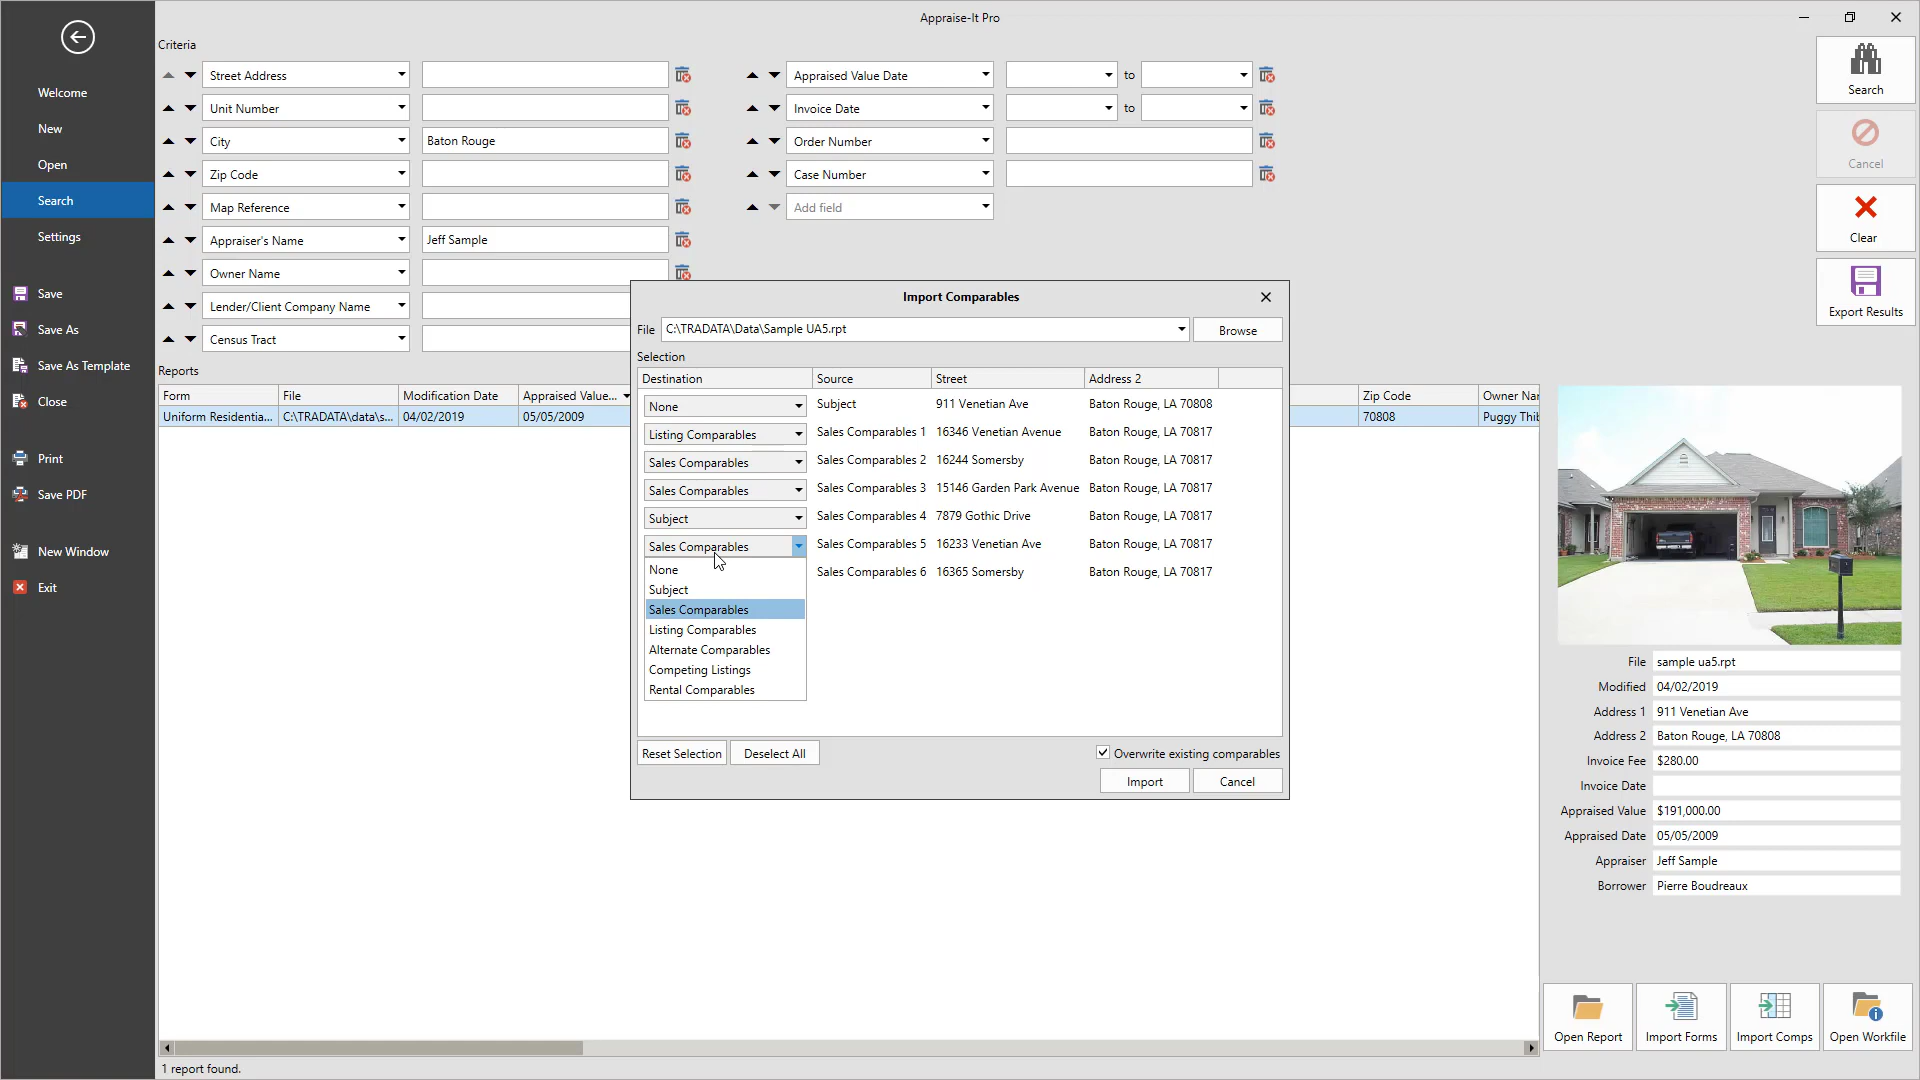 Appraise-It Pro
Welcome
New
Open
Search
Settings
Save
Save As
Save As Template
Close
Print
Save PDF
New Window
Exit
Criteria
Street Address
Unit Number
City Baton Rouge
Zip Code
Map Reference
Appraiser's Name Jeff Sample
Owner Name
Lender/Client Company Name
Census Tract
Appraised Value Date to
Invoice Date to
Order Number
Case Number
Add field
Search
Cancel
Clear
Export Results
Reports
Form File Modification Date Appraised Value... Zip Code Owner Nar
Uniform Residentia... C:\TRADATA\data\s... 04/02/2019 05/05/2009 70808 Puggy Thib
Import Comparables
File C:\TRADATA\Data\Sample UA5.rpt Browse
Selection
Destination Source Street Address 2
None Subject 911 Venetian Ave Baton Rouge, LA 70808
Listing Comparables Sales Comparables 1 16346 Venetian Avenue Baton Rouge, LA 70817
Sales Comparables Sales Comparables 2 16244 Somersby Baton Rouge, LA 70817
Sales Comparables Sales Comparables 3 15146 Garden Park Avenue Baton Rouge, LA 70817
Subject Sales Comparables 4 7879 Gothic Drive Baton Rouge, LA 70817
Sales Comparables Sales Comparables 5 16233 Venetian Ave Baton Rouge, LA 70817
None Sales Comparables 6 16365 Somersby Baton Rouge, LA 70817
Subject
Sales Comparables
Listing Comparables
Alternate Comparables
Competing Listings
Rental Comparables
Reset Selection Deselect All Overwrite existing comparables
Import Cancel
File sample ua5.rpt
Modified 04/02/2019
Address 1 911 Venetian Ave
Address 2 Baton Rouge, LA 70808
Invoice Fee $280.00
Invoice Date
Appraised Value $191,000.00
Appraised Date 05/05/2009
Appraiser Jeff Sample
Borrower Pierre Boudreaux
Open Report Import Forms Import Comps Open Workfile
1 report found.